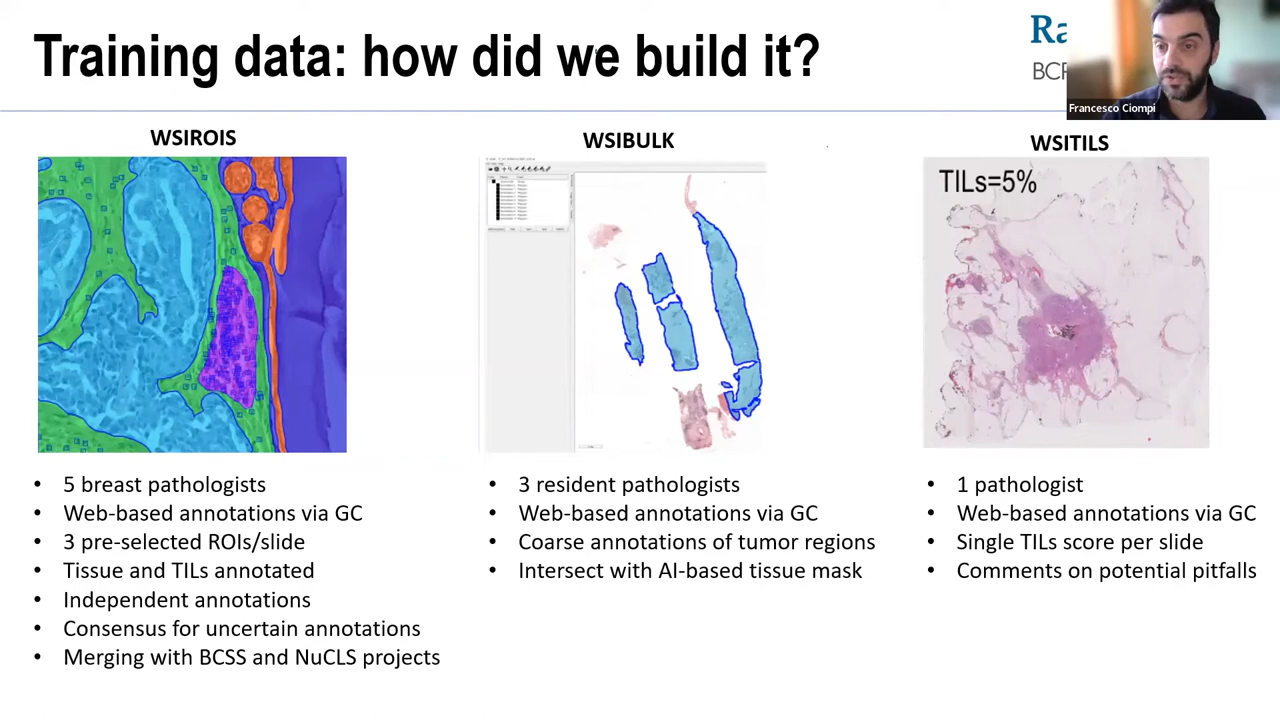 Training data: how did we build it?
Ra
BCR
Francesco Ciompi
WSIROIS
WSIBULK
WSITILS
TILs=5%
• 5 breast pathologists
• Web-based annotations via GC
• 3 pre-selected ROIs/slide
• Tissue and TILs annotated
• Independent annotations
• Consensus for uncertain annotations
• Merging with BCSS and NuCLS projects
• 3 resident pathologists
• Web-based annotations via GC
• Coarse annotations of tumor regions
• Intersect with AI-based tissue mask
• 1 pathologist
• Web-based annotations via GC
• Single TILs score per slide
• Comments on potential pitfalls